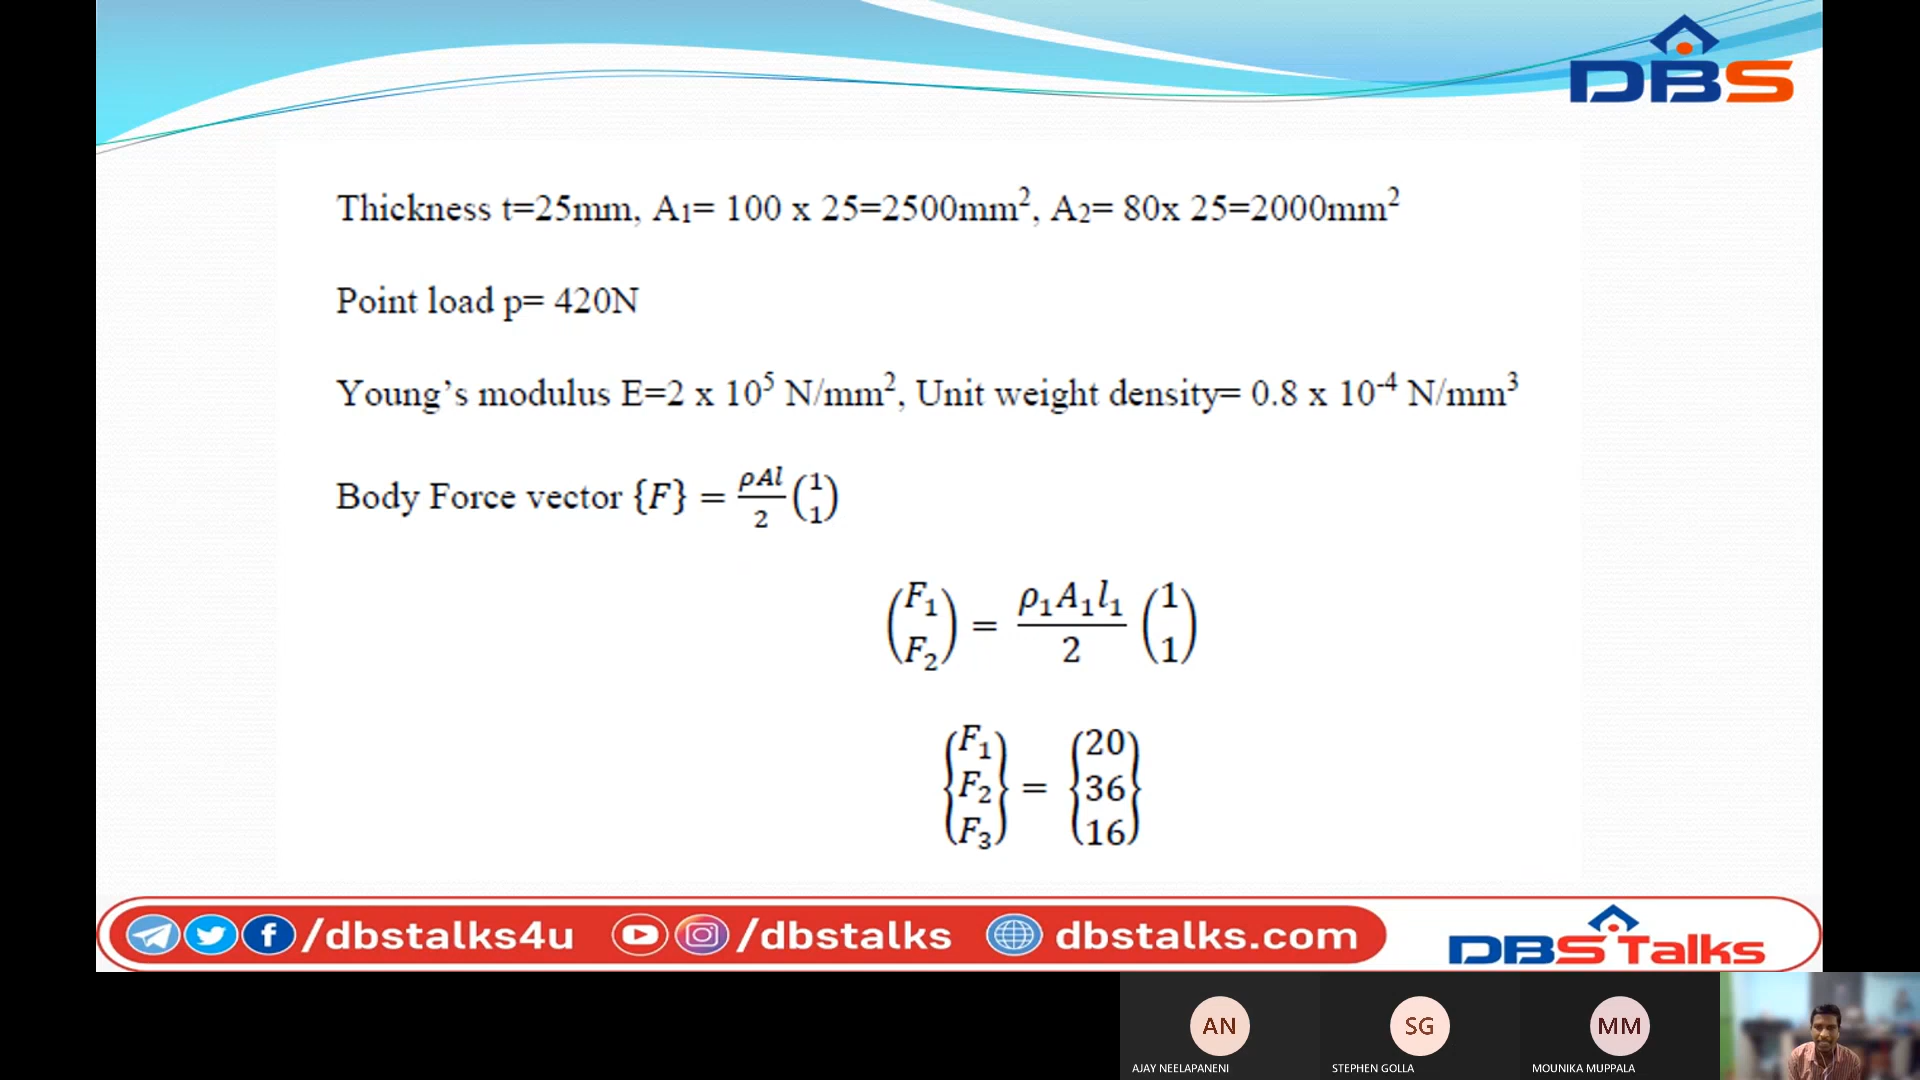 DBS
Thickness t=25mm, A1= 100 x 25=2500mm², A2= 80x 25=2000mm²
Point load p= 420N
Young’s modulus E=2 x 10⁵ N/mm², Unit weight density= 0.8 x 10⁻⁴ N/mm³
Body Force vector {F} = ρAl/2 (1 1)
(F₁ F₂) = ρ₁A₁l₁/2 (1 1)
{F₁ F₂ F₃} = {20 36 16}
/dbstalks4u /dbstalks dbstalks.com DBS Talks
AN SG MM
AJAY NEELAPANENI STEPHEN GOLLA MOUNIKA MUPPALA